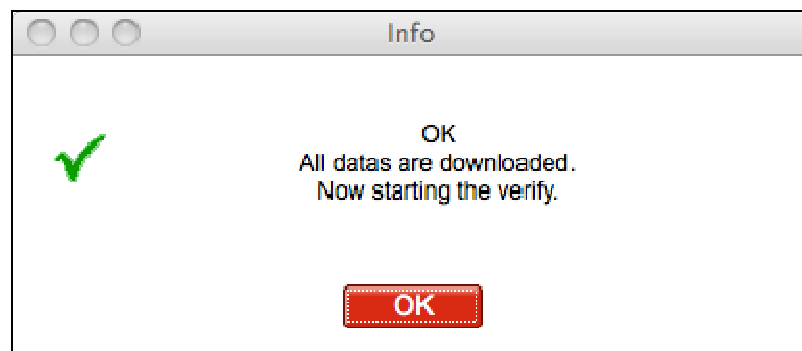 Info
OK
All datas are downloaded.
Now starting the verify.
OK